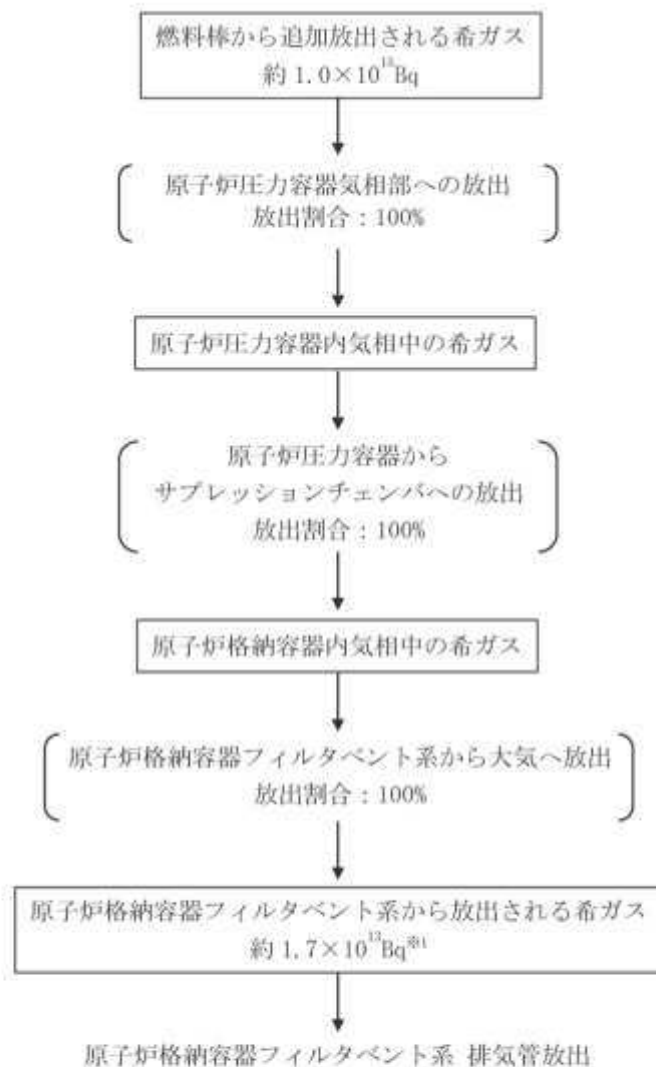 燃料棒から追加放出される希ガス
約 1.0×10¹⁵Bq
原子炉圧力容器気相部への放出
放出割合：100%
原子炉圧力容器内気相中の希ガス
原子炉圧力容器から
サプレッションチェンバへの放出
放出割合：100%
原子炉格納容器内気相中の希ガス
原子炉格納容器フィルタベント系から大気へ放出
放出割合：100%
原子炉格納容器フィルタベント系から放出される希ガス
約 1.7×10¹³Bq※1
原子炉格納容器フィルタベント系 排気管放出